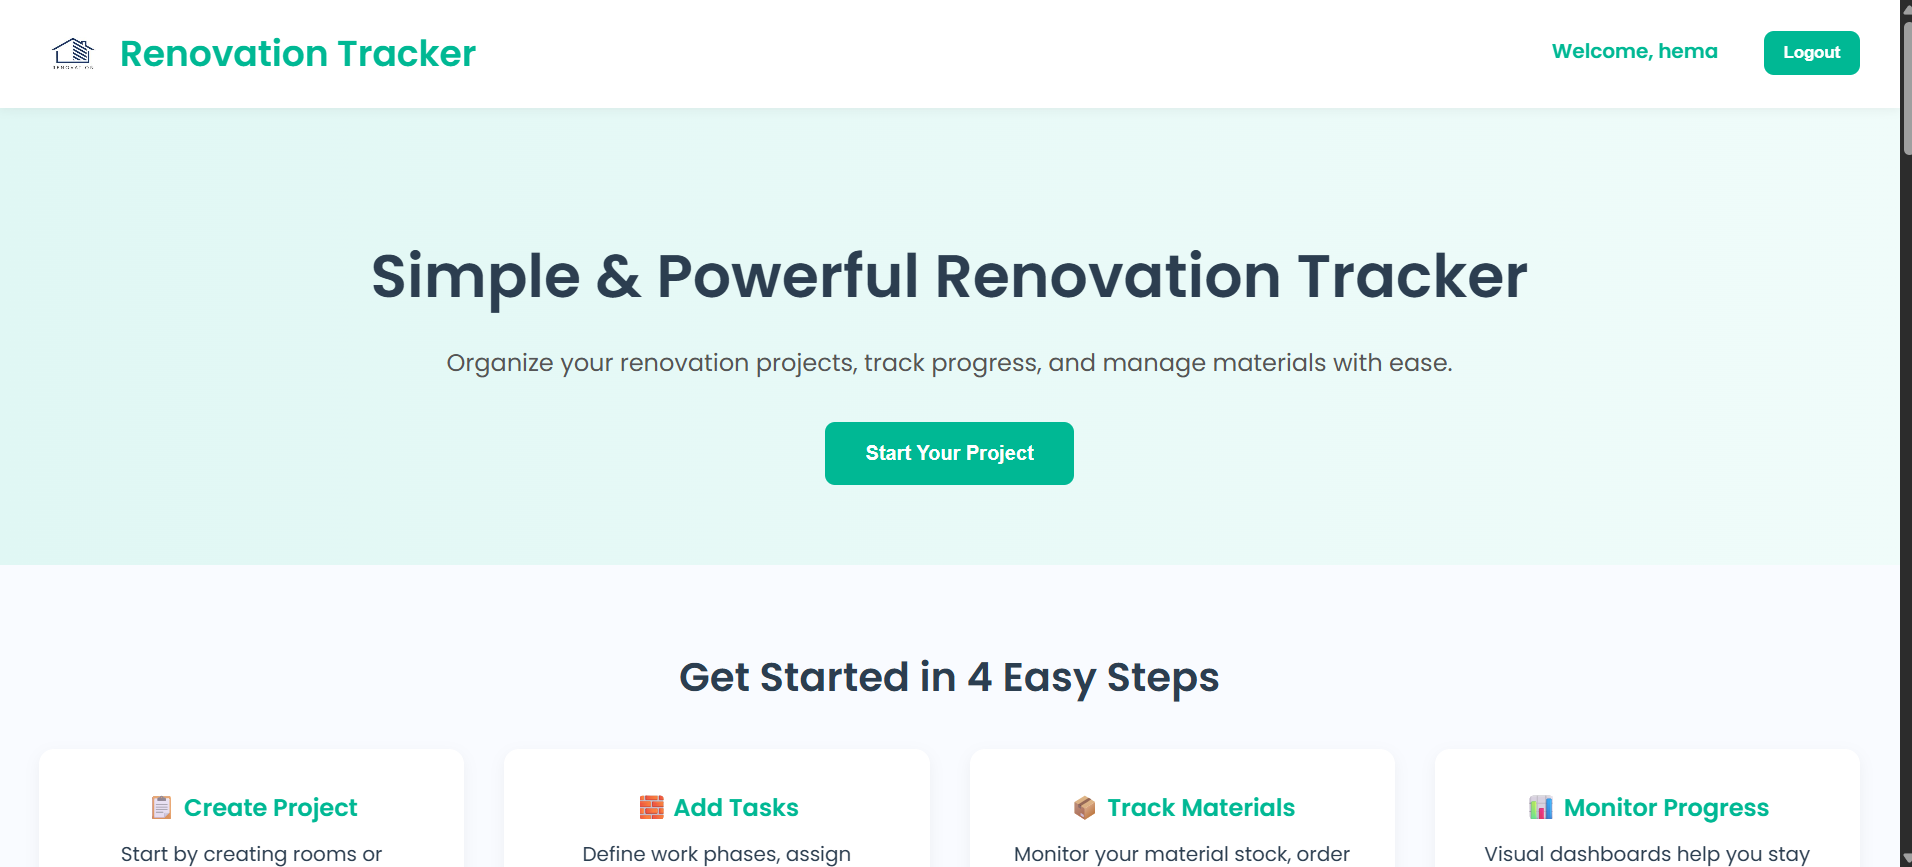 RENOVATION
Renovation Tracker
Welcome, hema
Logout
Simple & Powerful Renovation Tracker
Organize your renovation projects, track progress, and manage materials with ease.
Start Your Project
Get Started in 4 Easy Steps
Create Project
Start by creating rooms or
Add Tasks
Define work phases, assign
Track Materials
Monitor your material stock, order
Monitor Progress
Visual dashboards help you stay